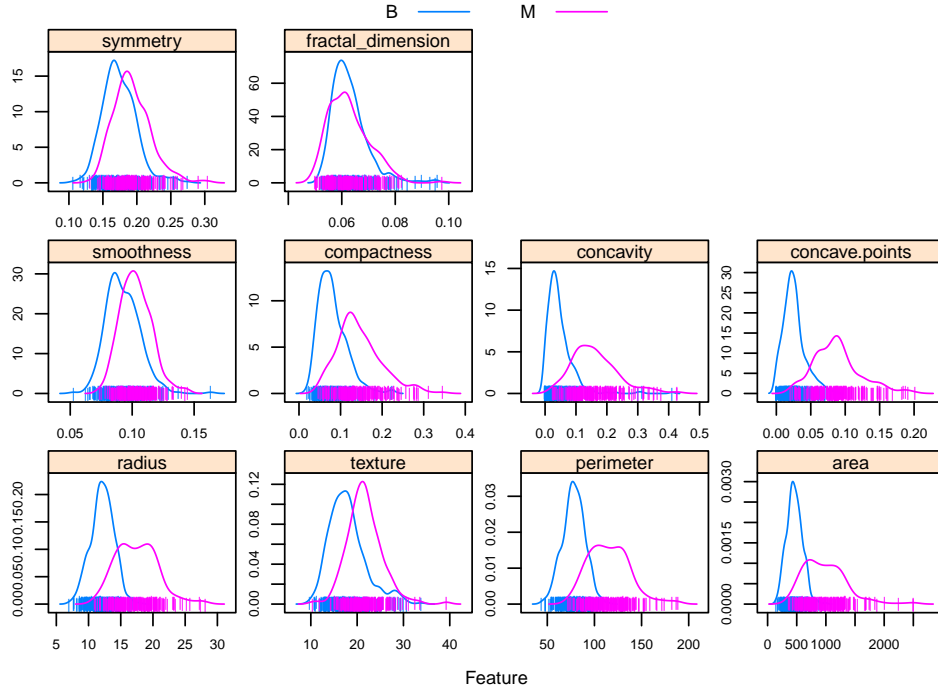 B M
symmetry fractal_dimension
0 5 10 15
0 20 40 60
0.10 0.15 0.20 0.30
0.06 0.08 0.10
smoothness compactness concavity concave.points
0 10 20 30
0 5 10
0 5 10 15
0 5 10 15 20 25 30
0.05 0.10 0.15
0.0 0.1 0.2 0.3 0.4
0.0 0.1 0.2 0.3 0.4 0.5
0.00 0.05 0.10 0.20
radius texture perimeter area
0.00 0.05 0.10 0.15 0.20
0.00 0.04 0.08 0.12
0.00 0.01 0.02 0.03
0.0000 0.0015 0.0030
5 10 15 20 25 30
10 20 30 40
50 100 150 200
0 500 1000 2000
Feature